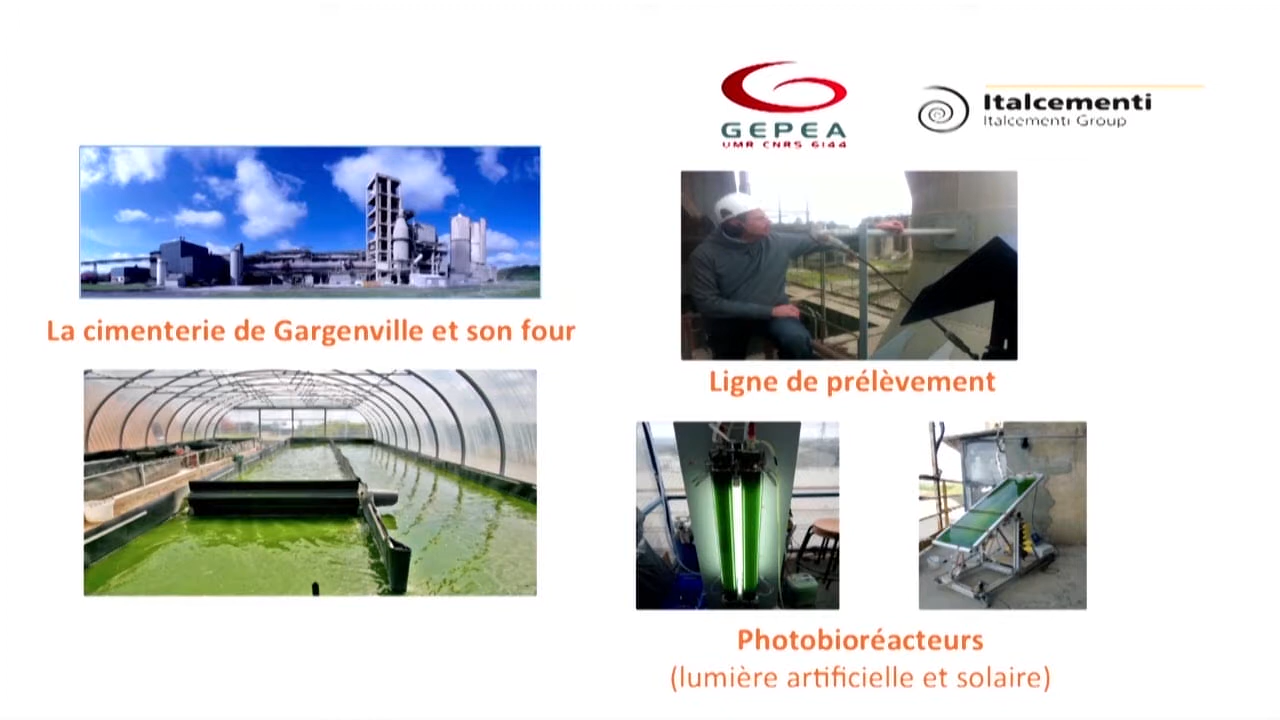 GEPEA
UMR CNRS 6144
Italcementi
Italcementi Group
La cimenterie de Gargenville et son four
Ligne de prélèvement
Photobioréacteurs
(lumière artificielle et solaire)